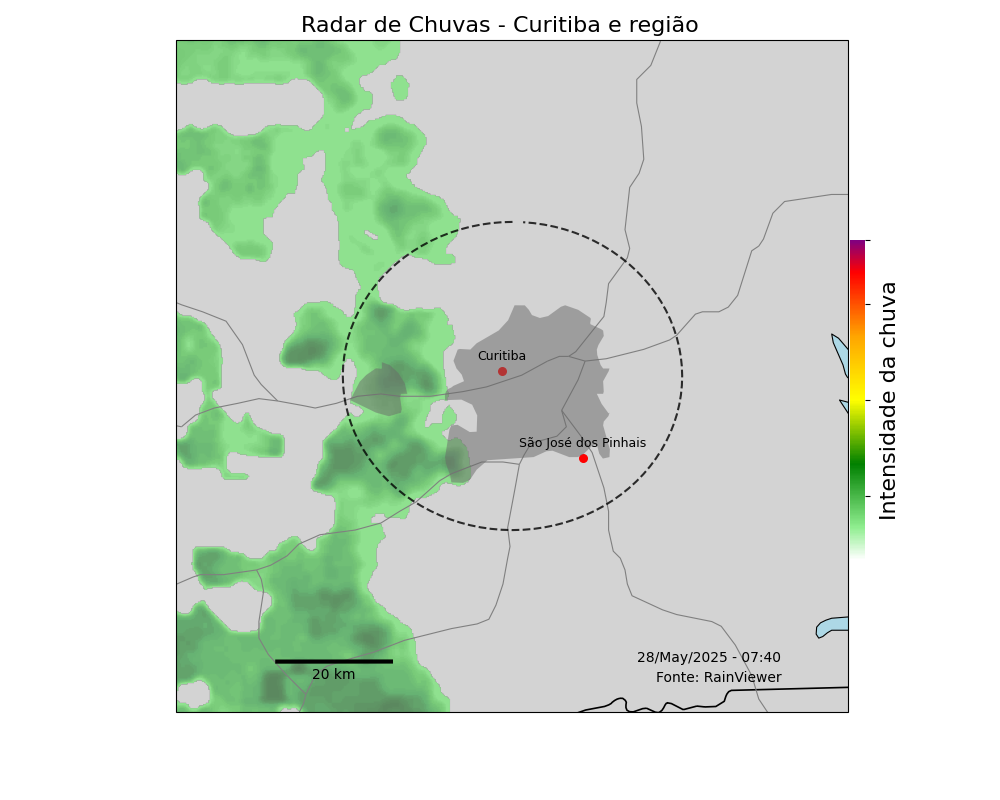 Radar de Chuvas - Curitiba e região
Curitiba
São José dos Pinhais
Intensidade da chuva
28/May/2025 - 07:40
Fonte: RainViewer
20 km